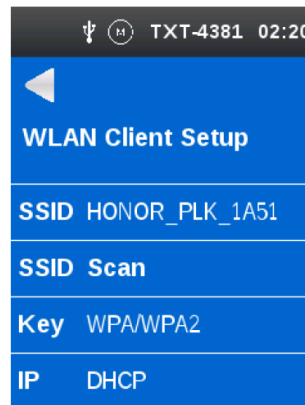 M TXT-4381 02:20
WLAN Client Setup
SSID HONOR_PLK_1A51
SSID Scan
Key WPA/WPA2
IP DHCP